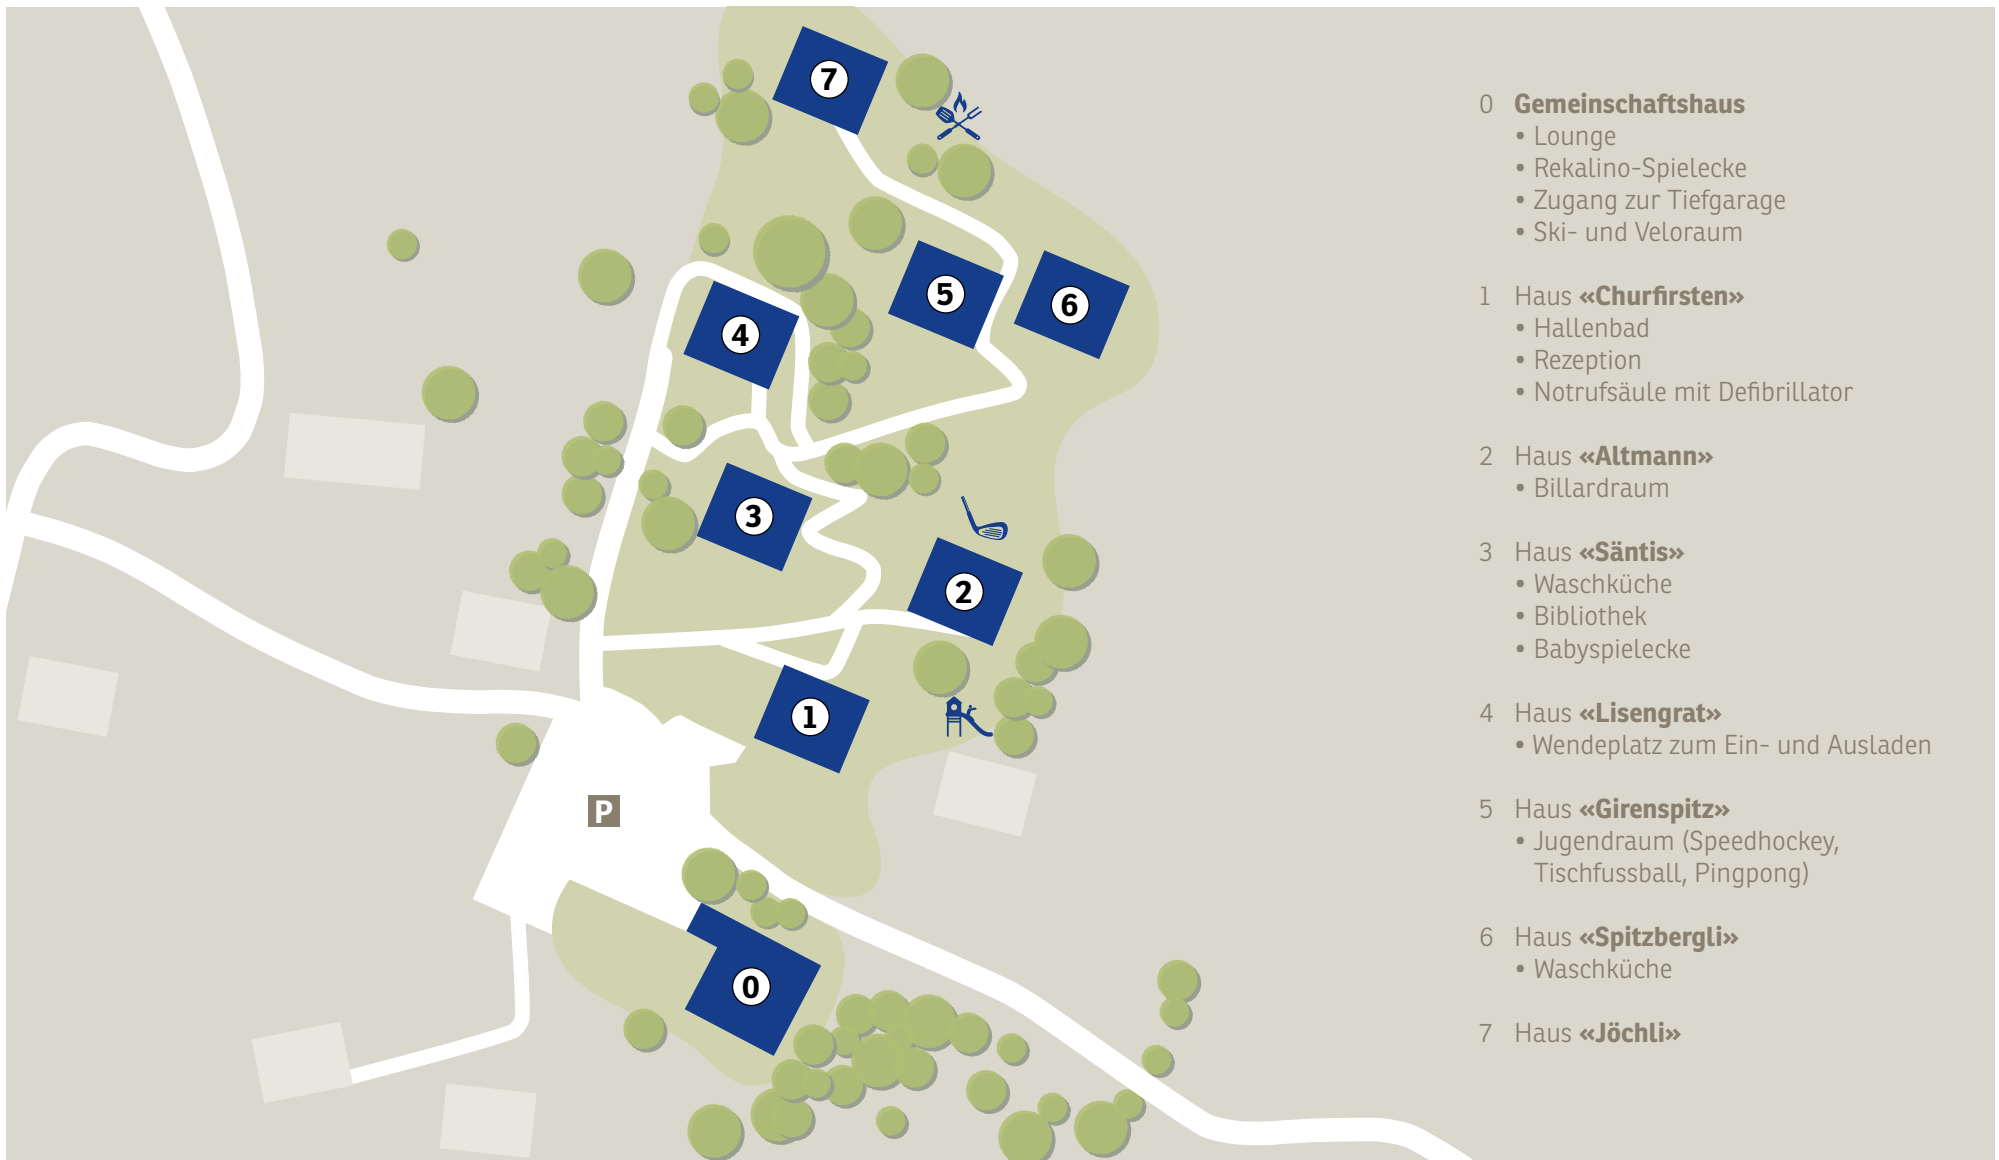 7
5
6
4
3
2
1
P
0
0 Gemeinschaftshaus
• Lounge
• Rekalino-Spielecke
• Zugang zur Tiefgarage
• Ski- und Veloraum
1 Haus «Churfirsten»
• Hallenbad
• Rezeption
• Notrufsäule mit Defibrillator
2 Haus «Altmann»
• Billardraum
3 Haus «Säntis»
• Waschküche
• Bibliothek
• Babyspielecke
4 Haus «Lisengrat»
• Wendeplatz zum Ein- und Ausladen
5 Haus «Girenspitz»
• Jugendraum (Speedhockey,
Tischfussball, Pingpong)
6 Haus «Spitzbergli»
• Waschküche
7 Haus «Jöchli»